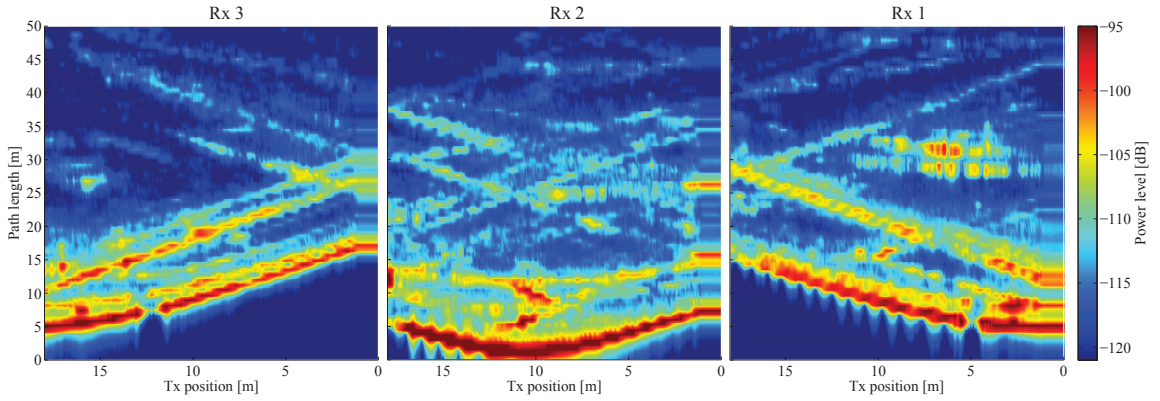 Rx 3
Rx 2
Rx 1
Path length [m]
50
45
40
35
30
25
20
15
10
5
0
15 10 5 0
15 10 5 0
15 10 5 0
Tx position [m]
Tx position [m]
Tx position [m]
−95
−100
−105
−110
−115
−120
Power level [dB]